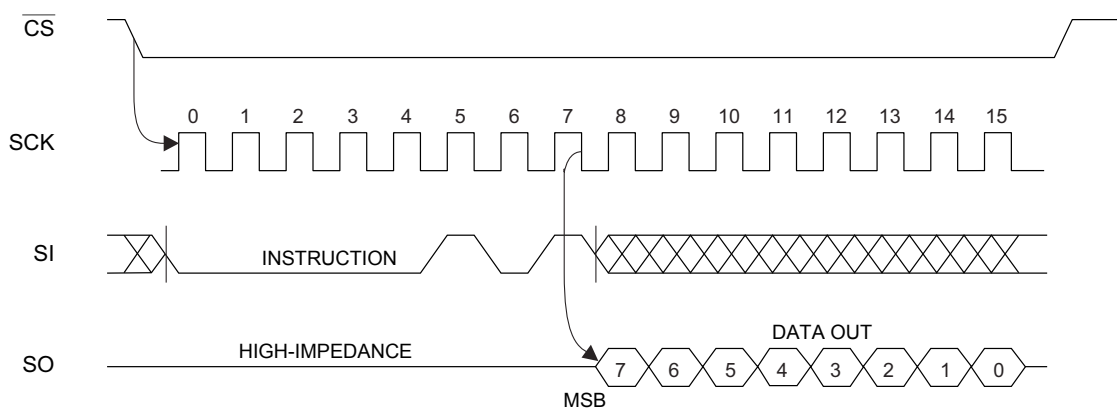 CS
0 1 2 3 4 5 6 7 8 9 10 11 12 13 14 15
SCK
SI
INSTRUCTION
HIGH-IMPEDANCE
DATA OUT
SO
7 6 5 4 3 2 1 0
MSB